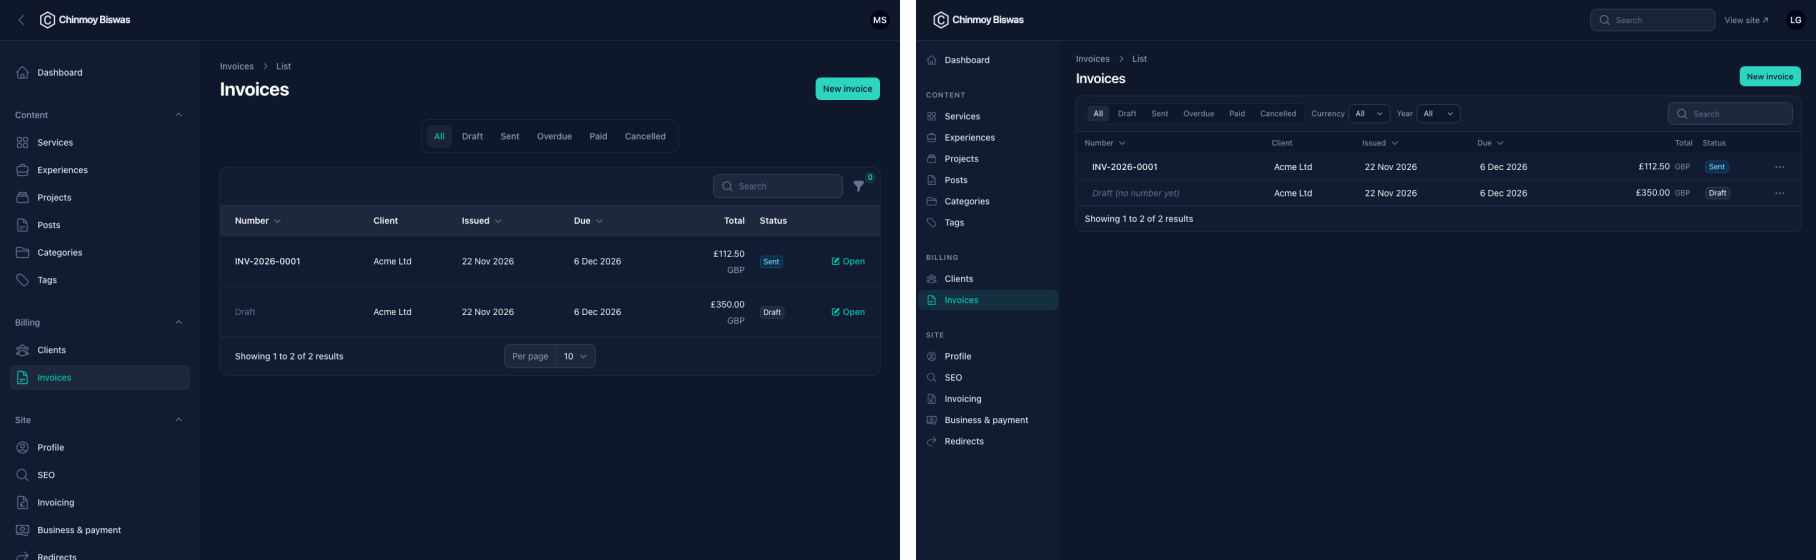 Chinmoy Biswas
MS
Dashboard
Content
Services
Experiences
Projects
Posts
Categories
Tags
Billing
Clients
Invoices
Site
Profile
SEO
Invoicing
Business & payment
Redirects
Invoices > List
Invoices
New invoice
All Draft Sent Overdue Paid Cancelled
Search
0
Number Client Issued Due Total Status
INV-2026-0001 Acme Ltd 22 Nov 2026 6 Dec 2026 £112.50 GBP Sent Open
Draft Acme Ltd 22 Nov 2026 6 Dec 2026 £350.00 GBP Draft Open
Showing 1 to 2 of 2 results Per page 10
Chinmoy Biswas
Search View site ↗ LG
Dashboard
CONTENT
Services
Experiences
Projects
Posts
Categories
Tags
BILLING
Clients
Invoices
SITE
Profile
SEO
Invoicing
Business & payment
Redirects
Invoices > List
Invoices
New invoice
All Draft Sent Overdue Paid Cancelled Currency All Year All Search
Number Client Issued Due Total Status
INV-2026-0001 Acme Ltd 22 Nov 2026 6 Dec 2026 £112.50 GBP Sent ...
Draft (no number yet) Acme Ltd 22 Nov 2026 6 Dec 2026 £350.00 GBP Draft ...
Showing 1 to 2 of 2 results